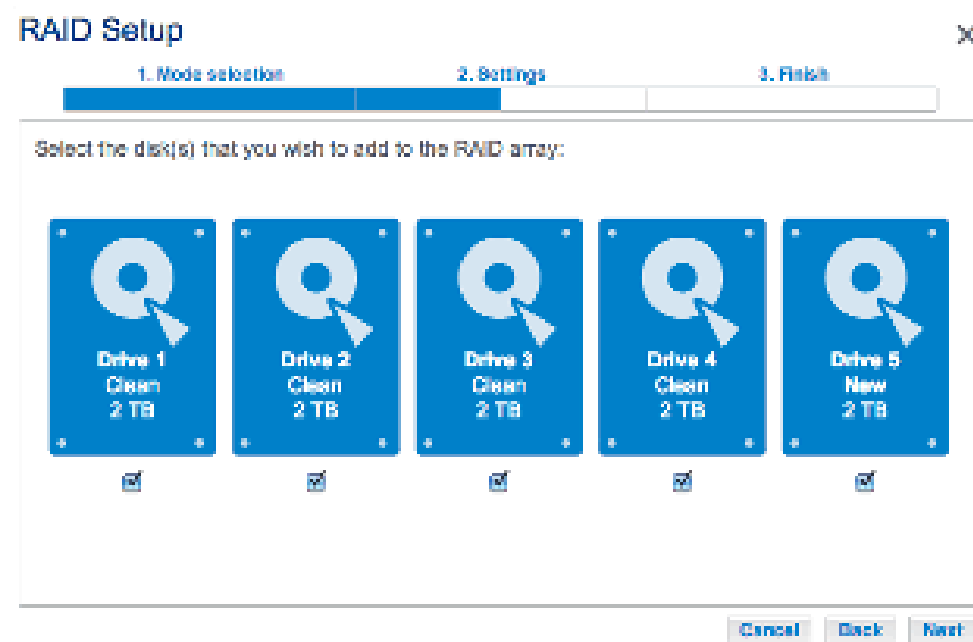 RAID Setup
1. Mode selection
2. Settings
3. Finish
Select the disk(s) that you wish to add to the RAID array:
Drive 1
Clean
2 TB
Drive 2
Clean
2 TB
Drive 3
Clean
2 TB
Drive 4
Clean
2 TB
Drive 5
New
2 TB
Cancel
Back
Next